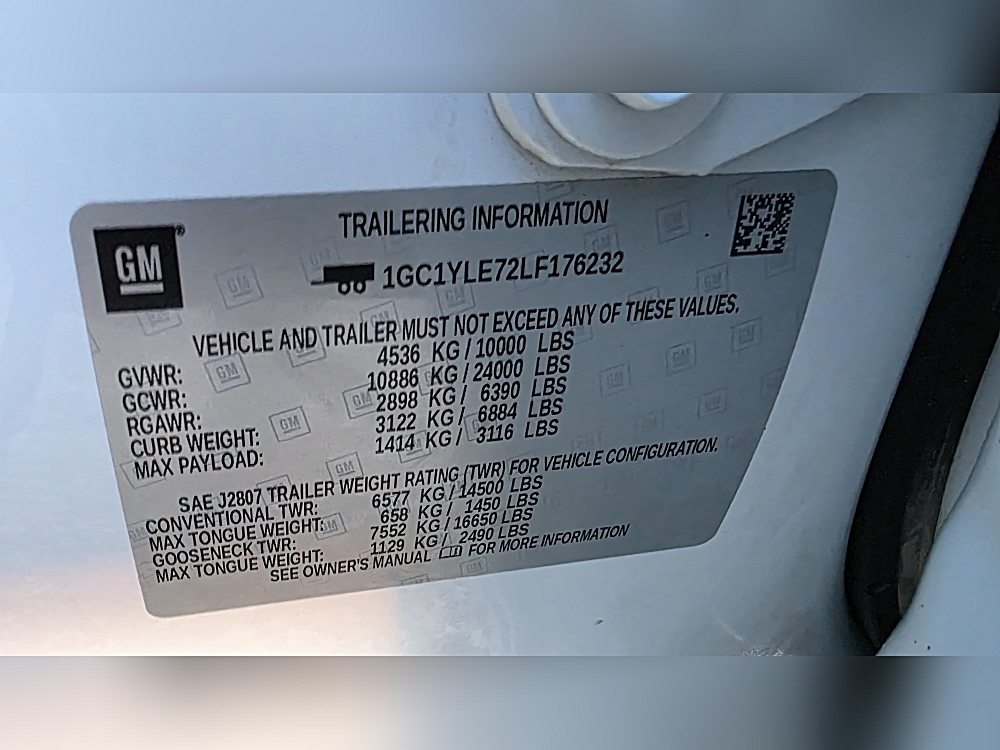 GM
TRAILERING INFORMATION
1GC1YLE72LF176232
VEHICLE AND TRAILER MUST NOT EXCEED ANY OF THESE VALUES.
GVWR: 4536 KG/10000 LBS
GCWR: 10886 KG/24000 LBS
RGAWR: 2898 KG/ 6390 LBS
CURB WEIGHT: 3122 KG/ 6884 LBS
MAX PAYLOAD: 1414 KG/ 3116 LBS
SAE J2807 TRAILER WEIGHT RATING (TWR) FOR VEHICLE CONFIGURATION.
CONVENTIONAL TWR: 6577 KG/14500 LBS
MAX TONGUE WEIGHT: 658 KG/ 1450 LBS
GOOSENECK TWR: 7552 KG/16650 LBS
MAX TONGUE WEIGHT: 1129 KG/ 2490 LBS
SEE OWNER'S MANUAL FOR MORE INFORMATION